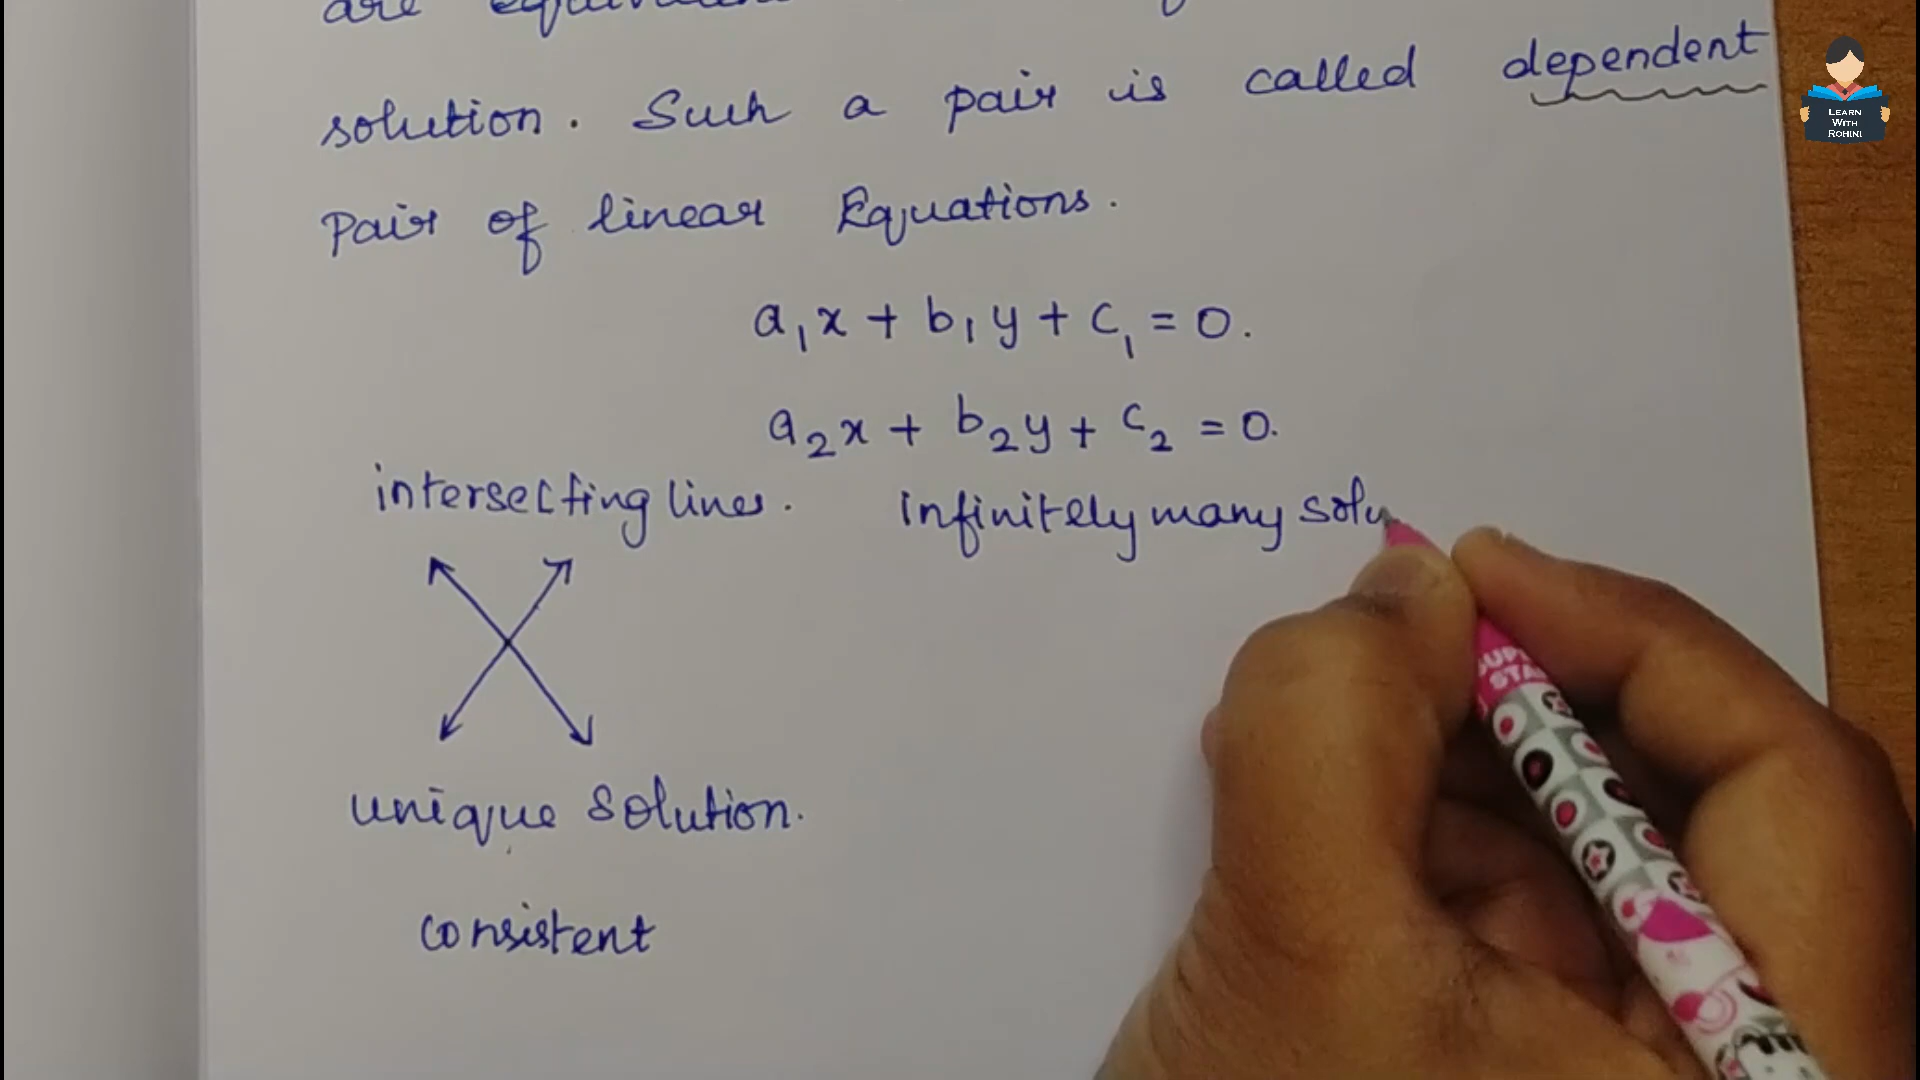 are
solution. Such a pair is called dependent
Pair of linear Equations.
a₁x + b₁y + c₁ = 0.
a₂x + b₂y + c₂ = 0.
intersecting lines. infinitely many solu
unique solution.
consistent
LEARN
WITH
ROHINI